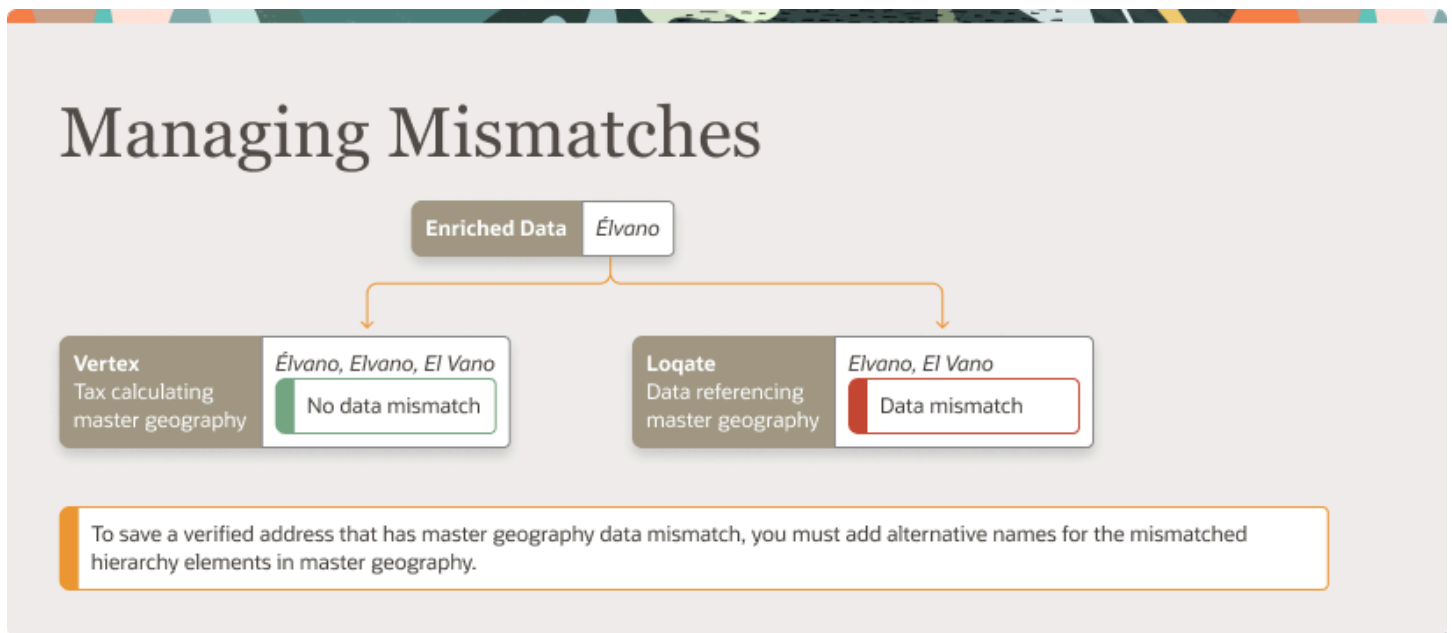 Managing Mismatches
Enriched Data
Élvano
Vertex
Tax calculating
master geography
Élvano, Elvano, El Vano
No data mismatch
Loqate
Data referencing
master geography
Elvano, El Vano
Data mismatch
To save a verified address that has master geography data mismatch, you must add alternative names for the mismatched
hierarchy elements in master geography.